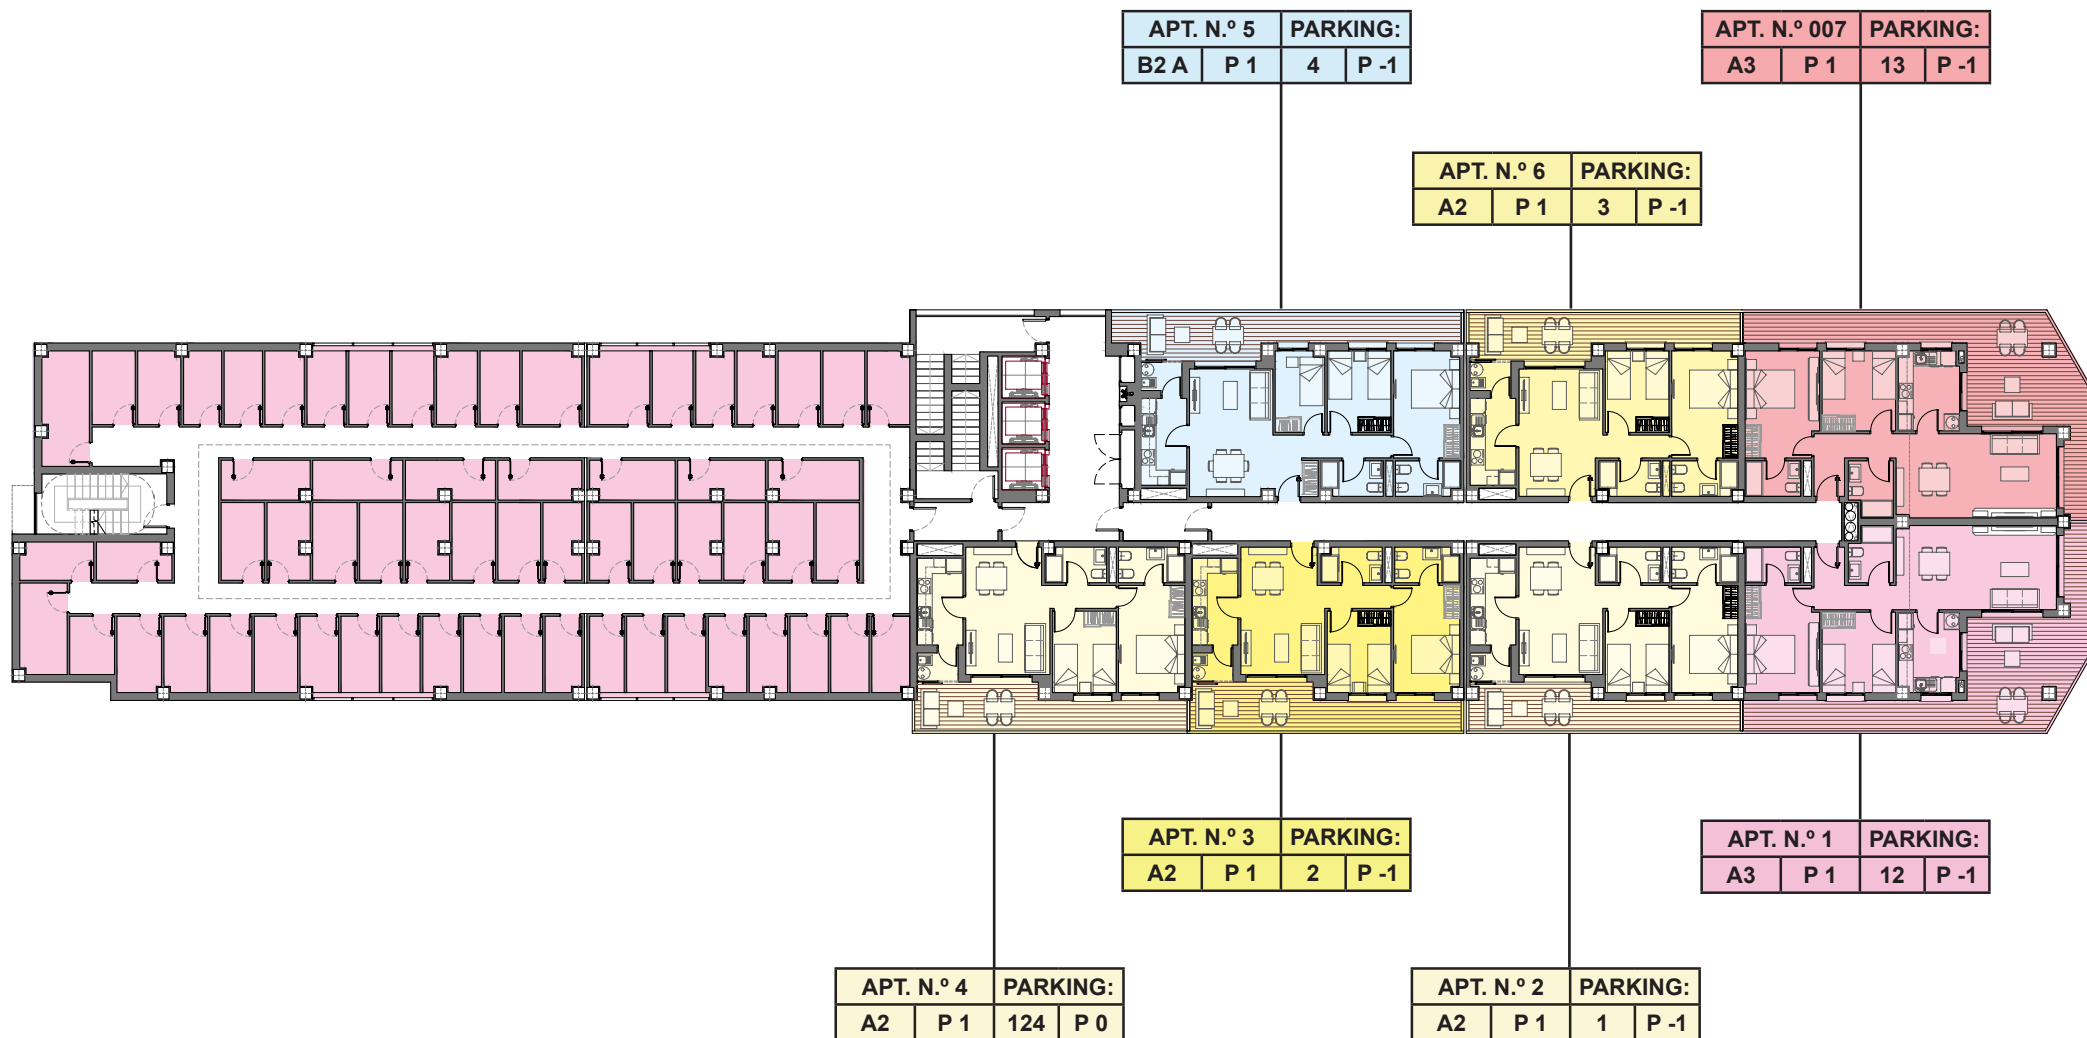 APT. N.º 5 PARKING:
B2 A P 1 4 P -1
APT. N.º 007 PARKING:
A3 P 1 13 P -1
APT. N.º 6 PARKING:
A2 P 1 3 P -1
APT. N.º 3 PARKING:
A2 P 1 2 P -1
APT. N.º 1 PARKING:
A3 P 1 12 P -1
APT. N.º 4 PARKING:
A2 P 1 124 P 0
APT. N.º 2 PARKING:
A2 P 1 1 P -1